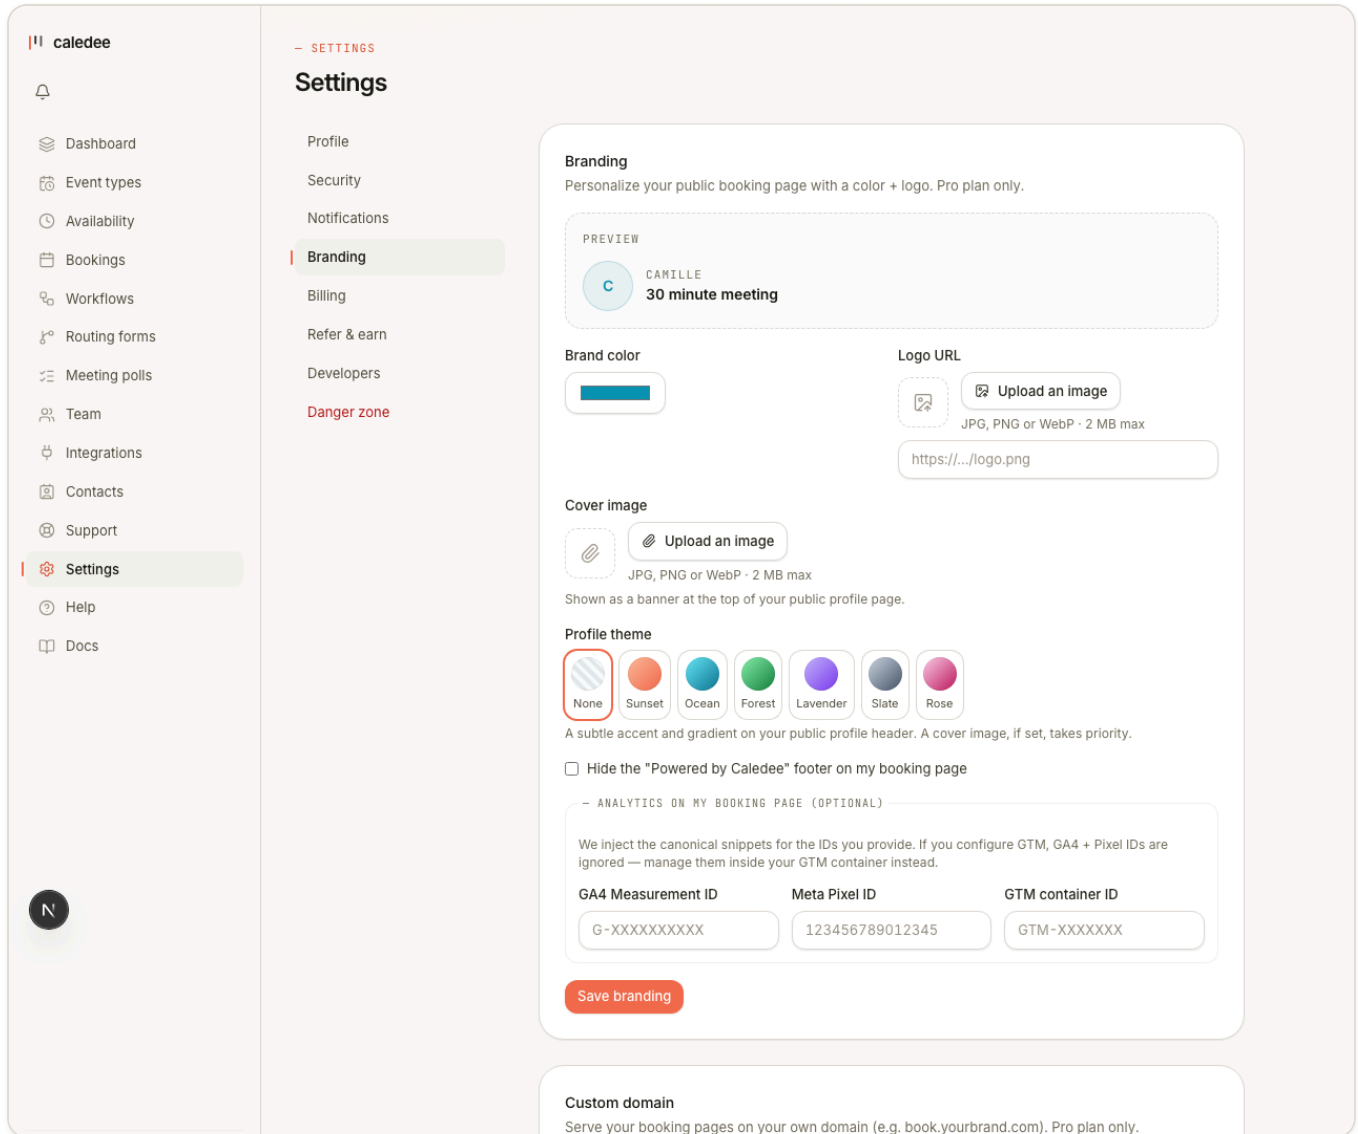 caledee
Dashboard
Event types
Availability
Bookings
Workflows
Routing forms
Meeting polls
Team
Integrations
Contacts
Support
Settings
Help
Docs
N
— SETTINGS
Settings
Profile
Security
Notifications
Branding
Billing
Refer & earn
Developers
Danger zone
Branding
Personalize your public booking page with a color + logo. Pro plan only.
PREVIEW
C
CAMILLE
30 minute meeting
Brand color
Logo URL
Upload an image
JPG, PNG or WebP · 2 MB max
https://.../logo.png
Cover image
Upload an image
JPG, PNG or WebP · 2 MB max
Shown as a banner at the top of your public profile page.
Profile theme
None
Sunset
Ocean
Forest
Lavender
Slate
Rose
A subtle accent and gradient on your public profile header. A cover image, if set, takes priority.
Hide the "Powered by Caledee" footer on my booking page
— ANALYTICS ON MY BOOKING PAGE (OPTIONAL)
We inject the canonical snippets for the IDs you provide. If you configure GTM, GA4 + Pixel IDs are
ignored — manage them inside your GTM container instead.
GA4 Measurement ID
Meta Pixel ID
GTM container ID
G-XXXXXXXXXX
123456789012345
GTM-XXXXXXX
Save branding
Custom domain
Serve your booking pages on your own domain (e.g. book.yourbrand.com). Pro plan only.